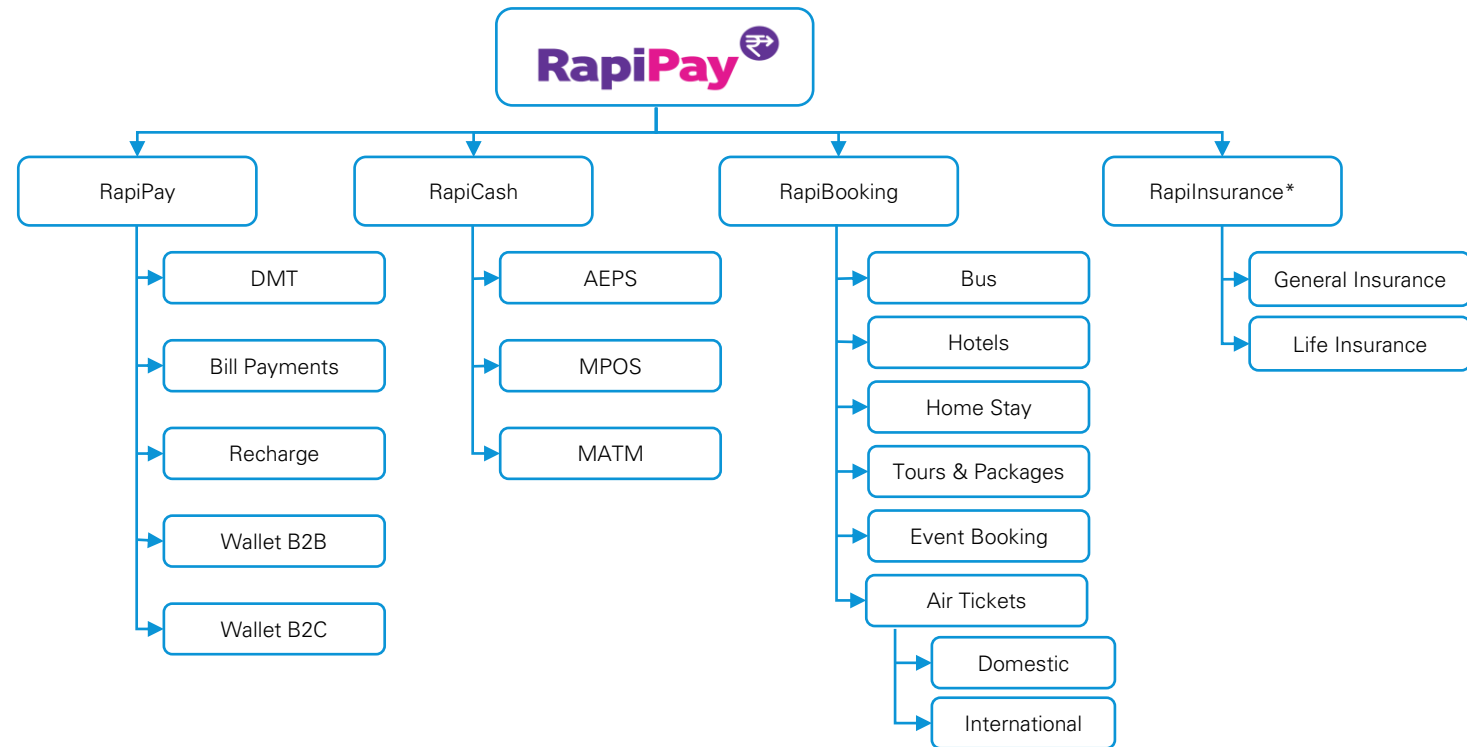 RapiPay
RapiPay
DMT
Bill Payments
Recharge
Wallet B2B
Wallet B2C
RapiCash
AEPS
MPOS
MATM
RapiBooking
Bus
Hotels
Home Stay
Tours & Packages
Event Booking
Air Tickets
Domestic
International
RapiInsurance*
General Insurance
Life Insurance